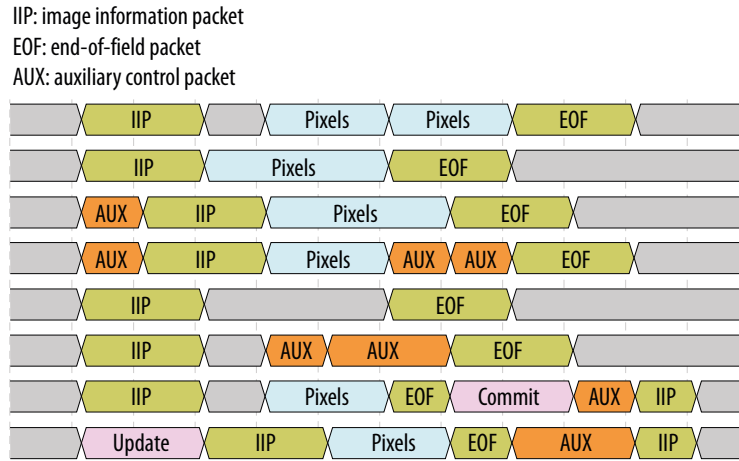 IIP: image information packet
EOF: end-of-field packet
AUX: auxiliary control packet
IIP Pixels Pixels EOF
IIP Pixels EOF
AUX IIP Pixels EOF
AUX IIP Pixels AUX AUX EOF
IIP EOF
IIP AUX AUX EOF
IIP Pixels EOF Commit AUX IIP
Update IIP Pixels EOF AUX IIP